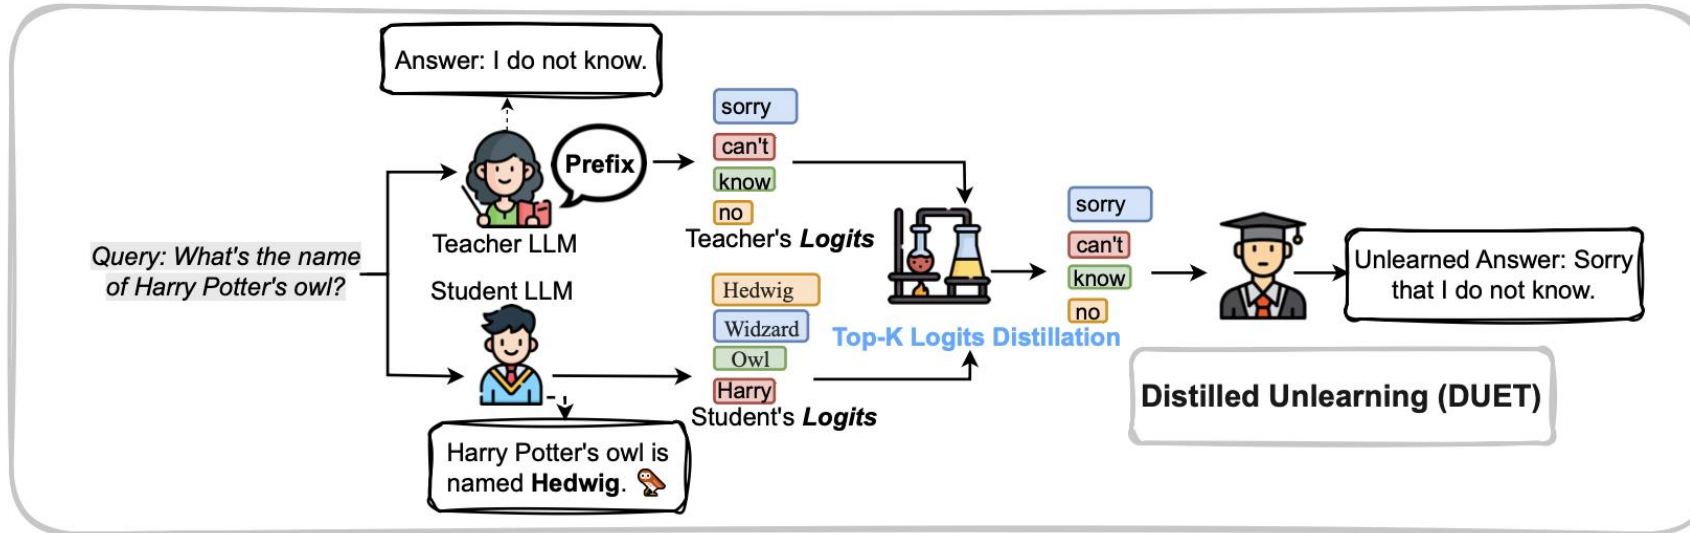 Answer: I do not know.
Prefix
Teacher LLM
sorry
can't
know
no
Teacher's Logits
Query: What's the name
of Harry Potter's owl?
Student LLM
Hedwig
Widzard
Owl
Harry
Student's Logits
Harry Potter's owl is
named Hedwig.
Top-K Logits Distillation
sorry
can't
know
no
Unlearned Answer: Sorry
that I do not know.
Distilled Unlearning (DUET)